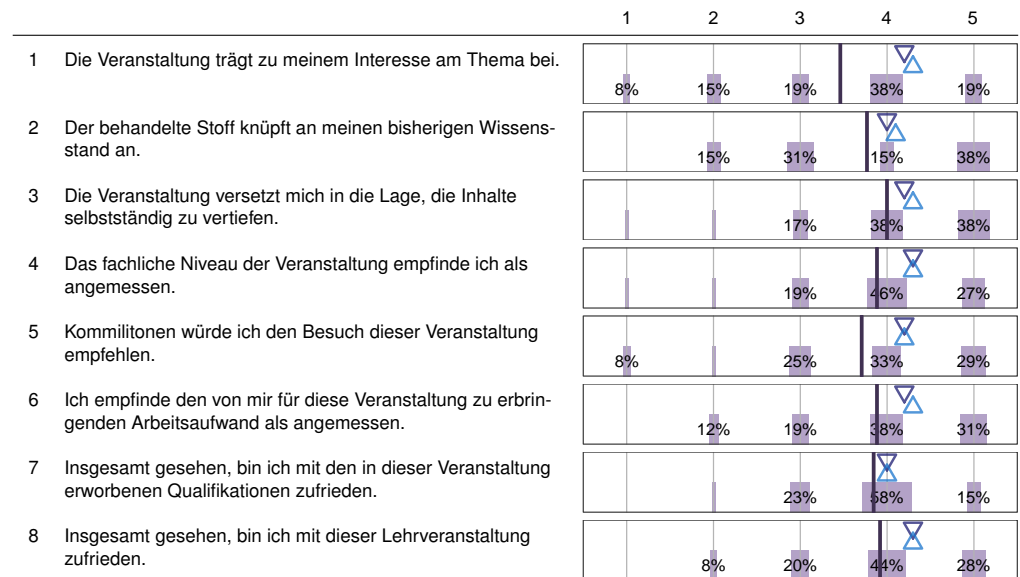 1 2 3 4 5
1 Die Veranstaltung trägt zu meinem Interesse am Thema bei.
8% 15% 19% 38% 19%
2 Der behandelte Stoff knüpft an meinen bisherigen Wissens-
stand an.
15% 31% 15% 38%
3 Die Veranstaltung versetzt mich in die Lage, die Inhalte
selbstständig zu vertiefen.
17% 38% 38%
4 Das fachliche Niveau der Veranstaltung empfinde ich als
angemessen.
19% 46% 27%
5 Kommilitonen würde ich den Besuch dieser Veranstaltung
empfehlen.
8% 25% 33% 29%
6 Ich empfinde den von mir für diese Veranstaltung zu erbrin-
genden Arbeitsaufwand als angemessen.
12% 19% 38% 31%
7 Insgesamt gesehen, bin ich mit den in dieser Veranstaltung
erworbenen Qualifikationen zufrieden.
23% 58% 15%
8 Insgesamt gesehen, bin ich mit dieser Lehrveranstaltung
zufrieden.
8% 20% 44% 28%